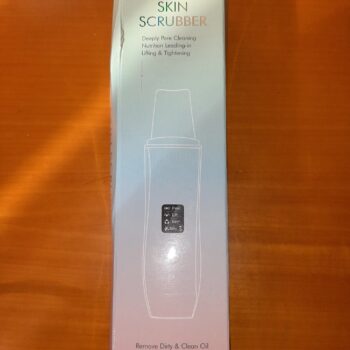 SKIN
SCRUBBER
Deeply Pore Cleaning
Nutrition Leading-in
Lifting & Tightening
Remove Dirty & Clean Oil